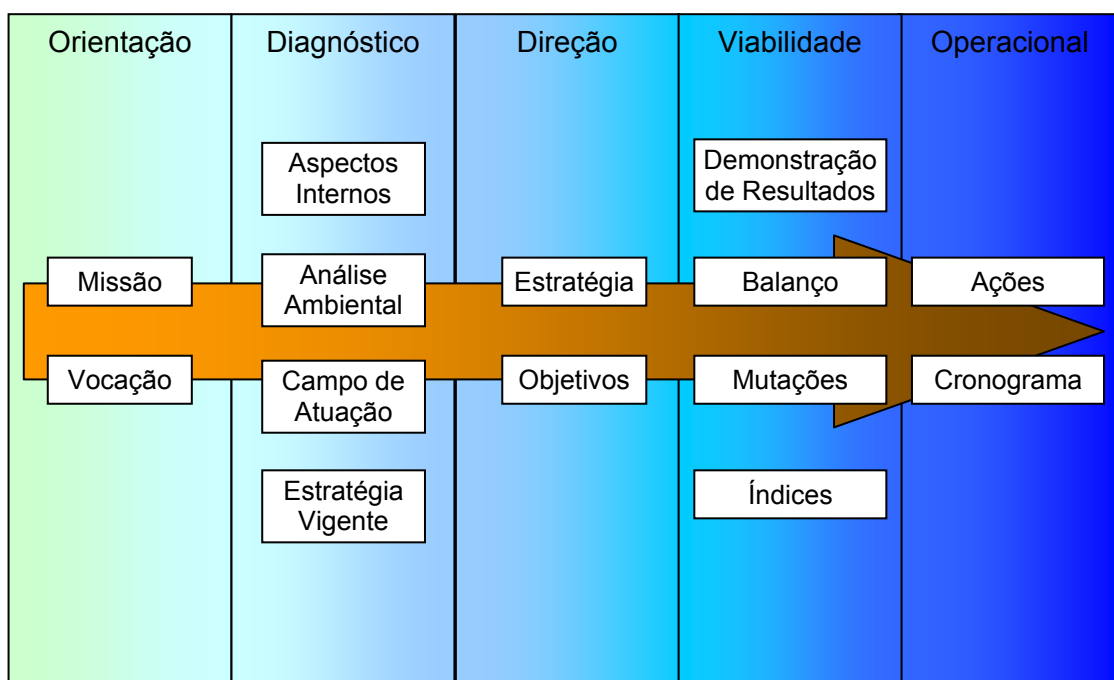 Orientação
Diagnóstico
Direção
Viabilidade
Operacional
Missão
Vocação
Aspectos
Internos
Análise
Ambiental
Campo de
Atuação
Estratégia
Vigente
Estratégia
Objetivos
Demonstração
de Resultados
Balanço
Mutações
Índices
Ações
Cronograma